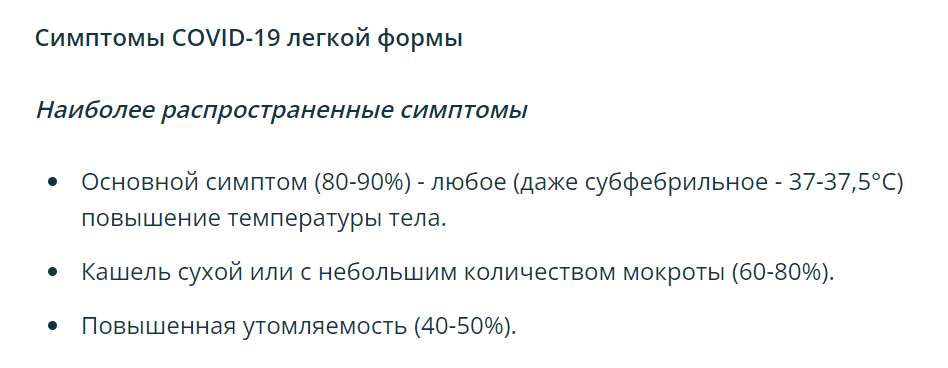 Симптомы COVID-19 легкой формы
Наиболее распространенные симптомы
• Основной симптом (80-90%) - любое (даже субфебрильное - 37-37,5°C)
повышение температуры тела.
• Кашель сухой или с небольшим количеством мокроты (60-80%).
• Повышенная утомляемость (40-50%).